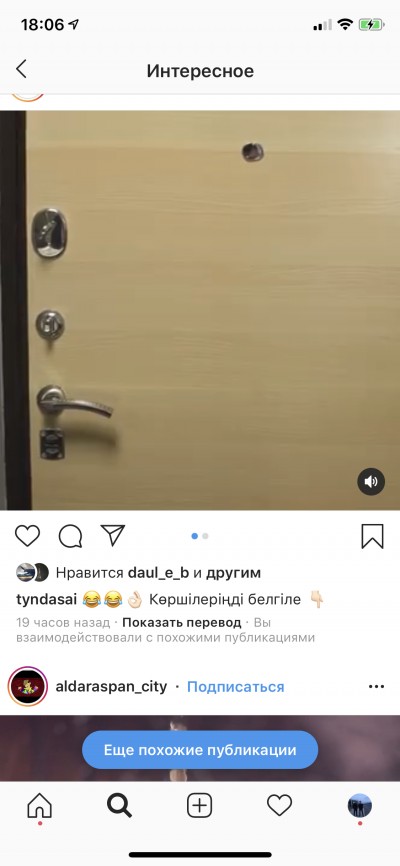 18:06
Интересное
Нравится daul_e_b и другим
tyndasai 😂😂👌🏻 Көршілеріңді белгіле 👇🏻
19 часов назад · Показать перевод · Вы
взаимодействовали с похожими публикациями
aldaraspan_city · Подписаться
Еще похожие публикации